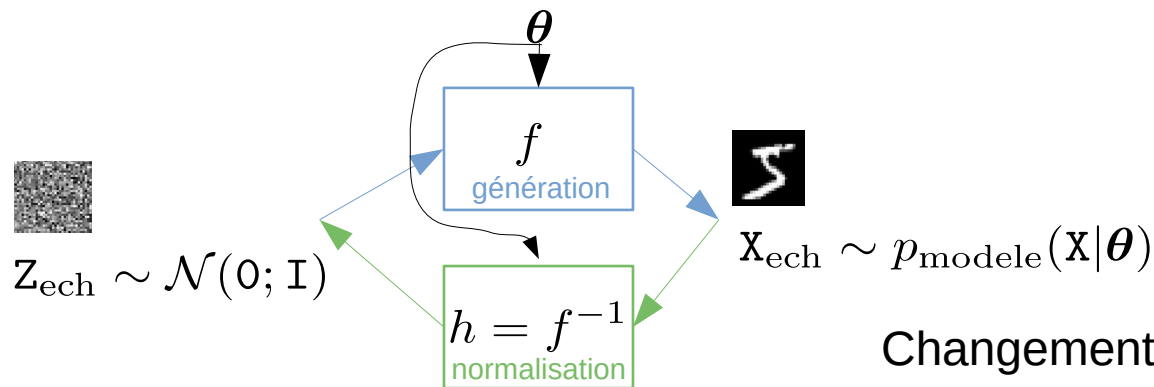 θ
f
génération
Z_ech ∼ 𝒩(0; I)
X_ech ∼ p_modele(X|θ)
h = f⁻¹
normalisation
Changement